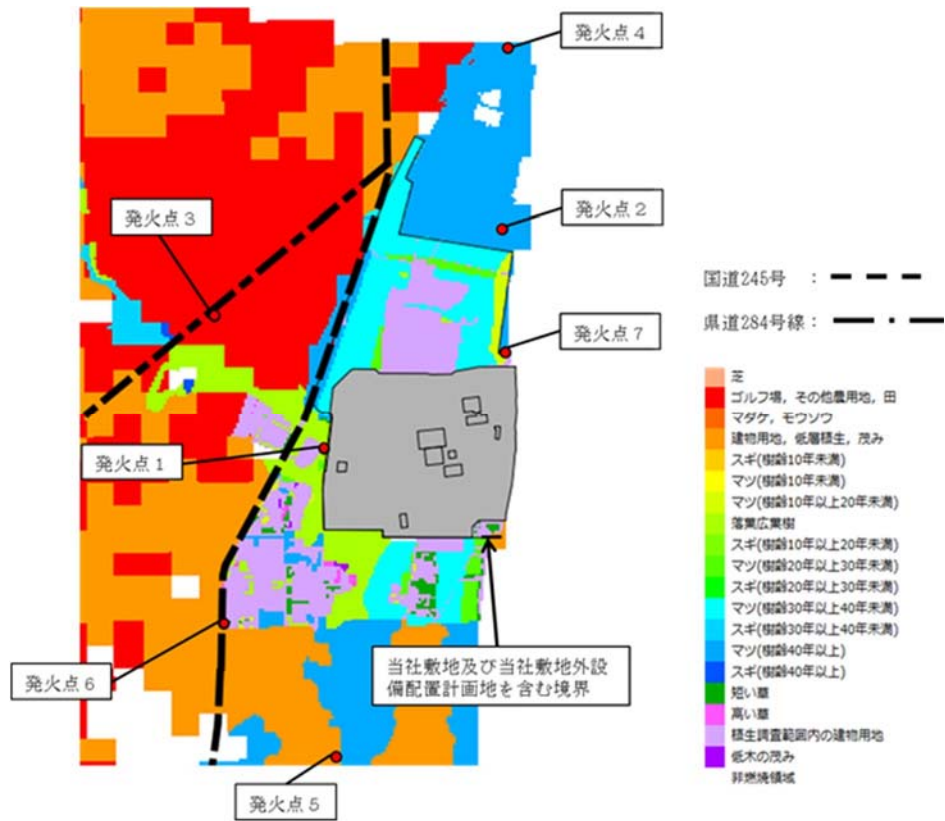 発火点4
発火点2
発火点3
国道245号 :
県道284号線:
発火点7
芝
ゴルフ場，その他農用地，田
マダケ，モウソウ
建物用地，低層植生，茂み
スギ(樹齢10年未満)
マツ(樹齢10年未満)
マツ(樹齢10年以上20年未満)
落葉広葉樹
スギ(樹齢10年以上20年未満)
マツ(樹齢20年以上30年未満)
スギ(樹齢20年以上30年未満)
マツ(樹齢30年以上40年未満)
スギ(樹齢30年以上40年未満)
マツ(樹齢40年以上)
スギ(樹齢40年以上)
短い草
高い草
植生調査範囲内の建物用地
低木の茂み
非燃焼領域
発火点1
当社敷地及び当社敷地外設
備配置計画地を含む境界
発火点6
発火点5